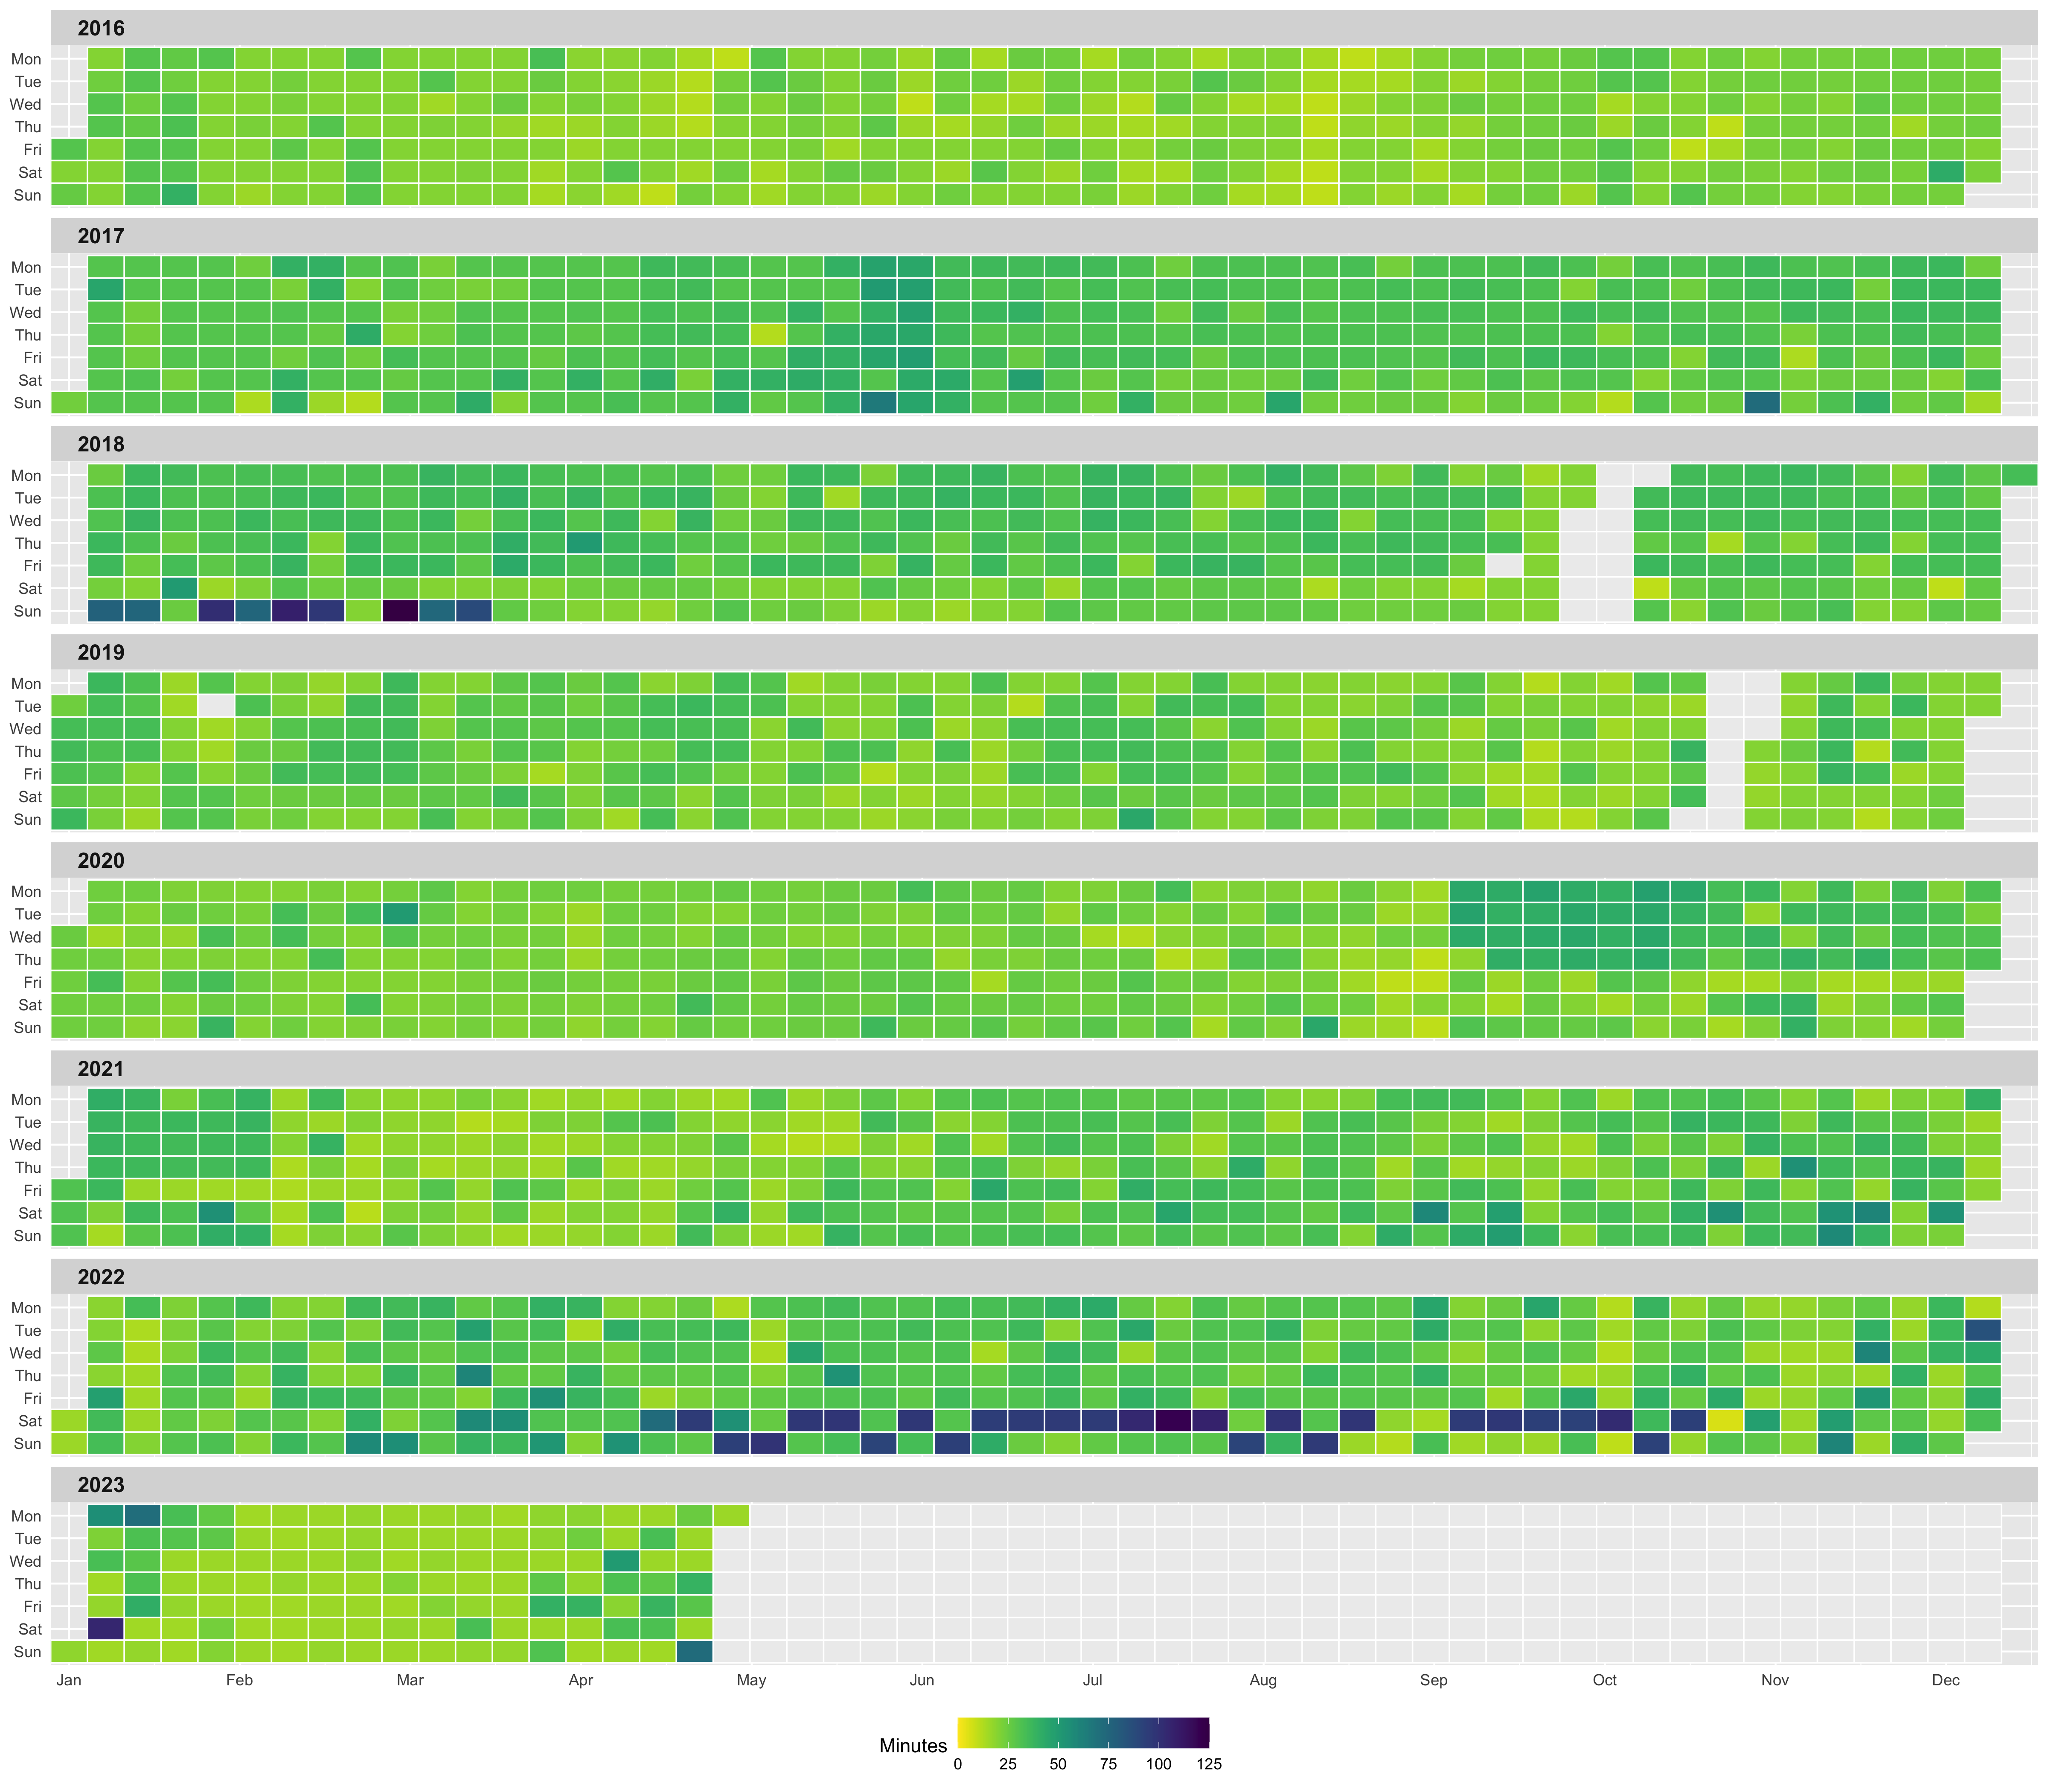 2016
Mon
Tue
Wed
Thu
Fri
Sat
Sun
2017
Mon
Tue
Wed
Thu
Fri
Sat
Sun
2018
Mon
Tue
Wed
Thu
Fri
Sat
Sun
2019
Mon
Tue
Wed
Thu
Fri
Sat
Sun
2020
Mon
Tue
Wed
Thu
Fri
Sat
Sun
2021
Mon
Tue
Wed
Thu
Fri
Sat
Sun
2022
Mon
Tue
Wed
Thu
Fri
Sat
Sun
2023
Mon
Tue
Wed
Thu
Fri
Sat
Sun
Jan Feb Mar Apr May Jun Jul Aug Sep Oct Nov Dec
Minutes
0 25 50 75 100 125